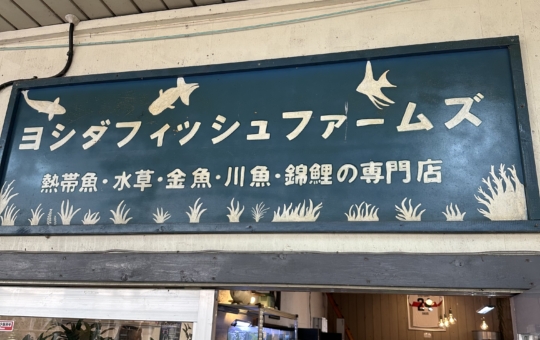 ヨシダフィッシュファームズ
熱帯魚・水草・金魚・川魚・錦鯉の専門店